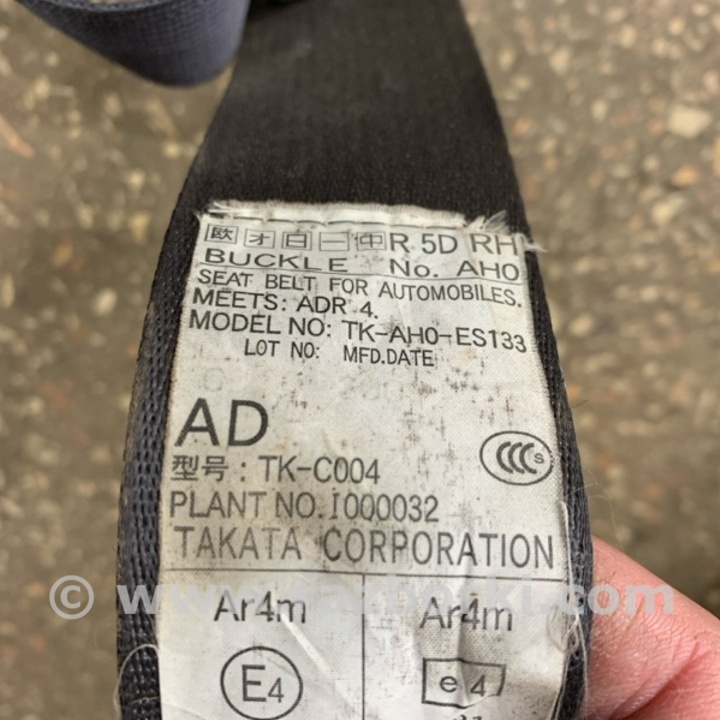 欧 オ 白 一 中 R 5D RH
BUCKLE No. AH0
SEAT BELT FOR AUTOMOBILES.
MEETS: ADR 4.
MODEL NO: TK-AH0-ES133
LOT NO: MFD.DATE
AD
CCC S
型号: TK-C004
PLANT NO. I000032
TAKATA CORPORATION
Ar4m Ar4m
E4 e4